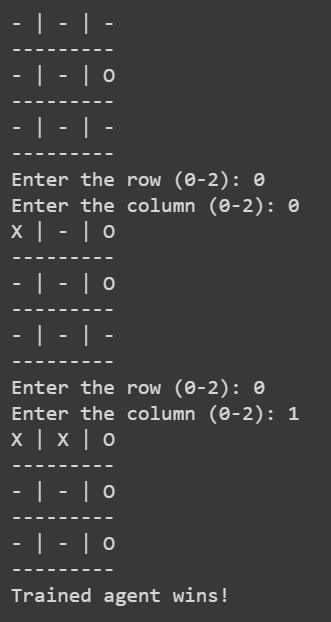 - | - | -
---------
- | - | O
---------
- | - | -
---------
Enter the row (0-2): 0
Enter the column (0-2): 0
X | - | O
---------
- | - | O
---------
- | - | -
---------
Enter the row (0-2): 0
Enter the column (0-2): 1
X | X | O
---------
- | - | O
---------
- | - | O
---------
Trained agent wins!